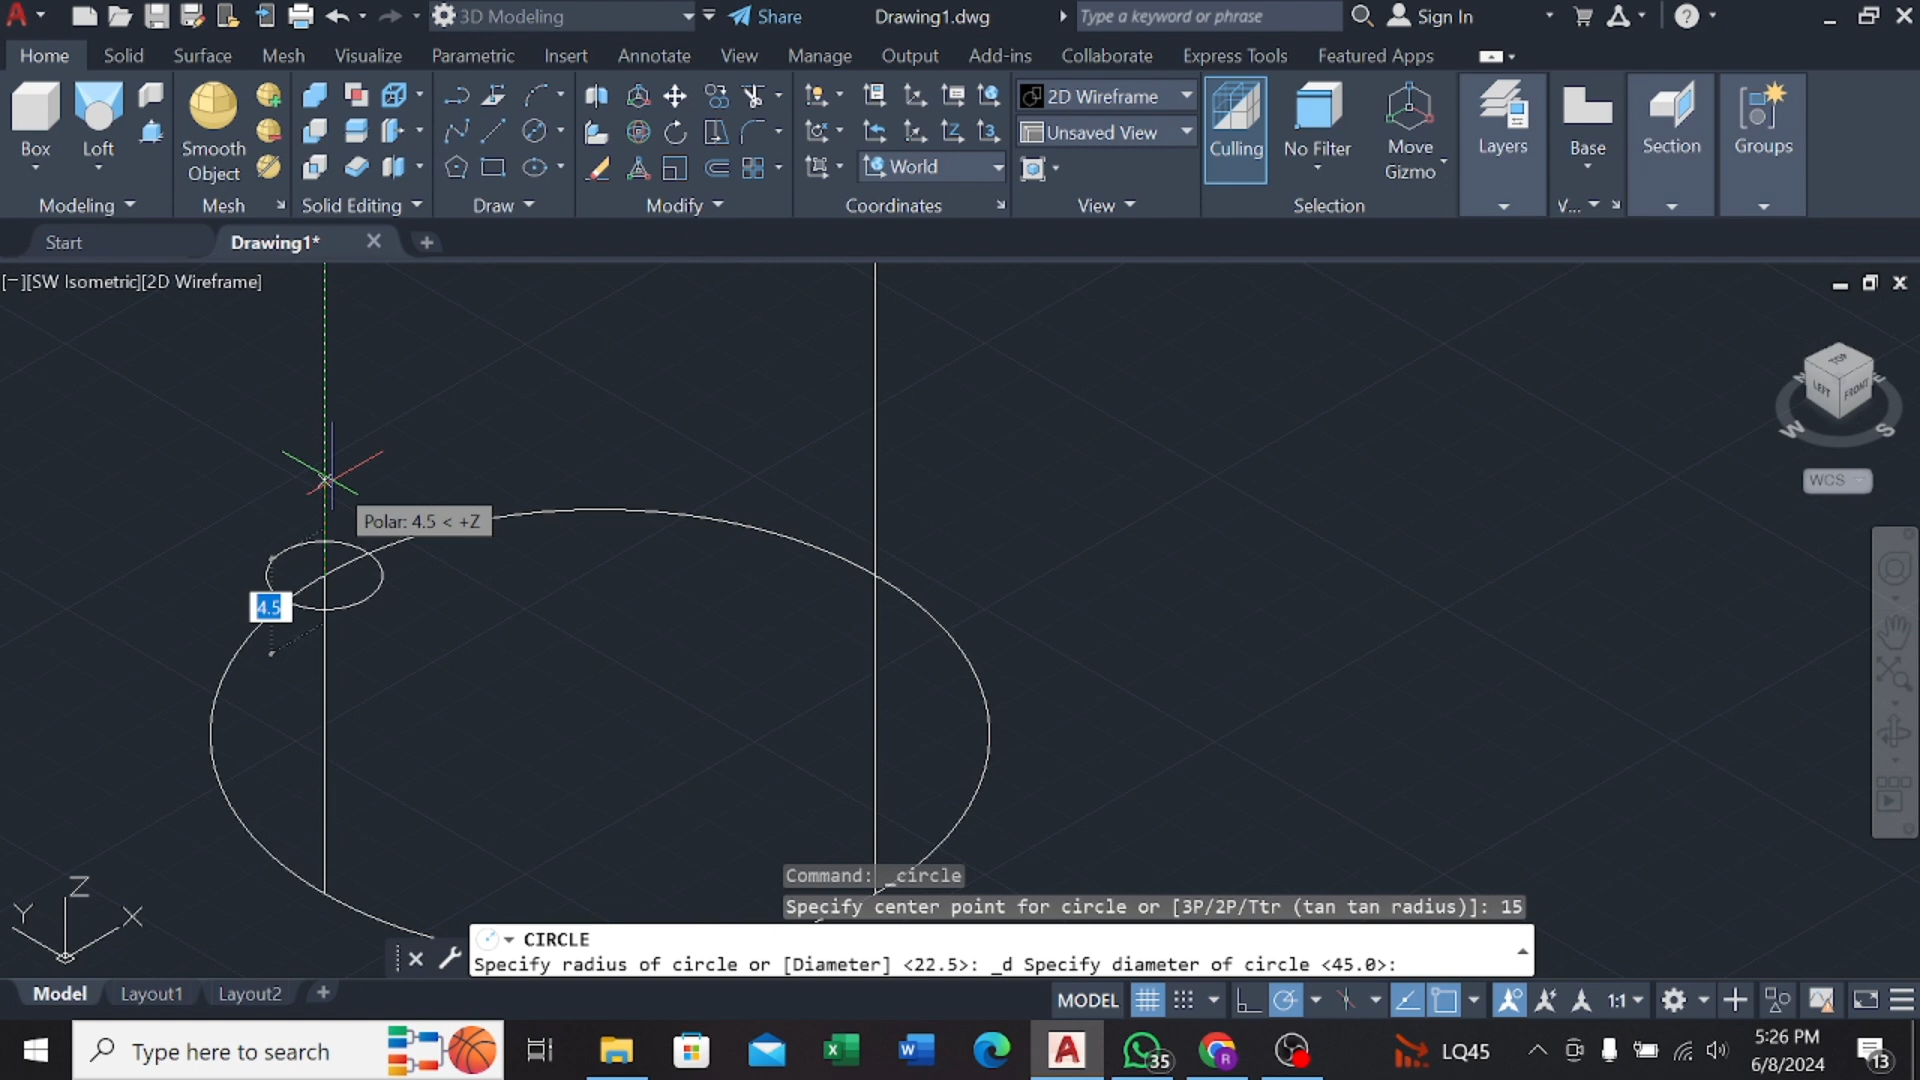 3D Modeling
Share
Drawing1.dwg
Type a keyword or phrase
Sign In
Home Solid Surface Mesh Visualize Parametric Insert Annotate View Manage Output Add-ins Collaborate Express Tools Featured Apps
Box
Loft
Smooth Object
2D Wireframe
Unsaved View
World
Culling
No Filter
Move Gizmo
Layers
Base
Section
Groups
Modeling Mesh Solid Editing Draw Modify Coordinates View Selection V...
Start
Drawing1*
[−][SW Isometric][2D Wireframe]
TOP
LEFT FRONT
W S
WCS
Polar: 4.5 < +Z
4.5
Z
Y X
Command: _circle
Specify center point for circle or [3P/2P/Ttr (tan tan radius)]: 15
CIRCLE
Specify radius of circle or [Diameter] <22.5>: _d Specify diameter of circle <45.0>:
Model Layout1 Layout2
MODEL
1:1
Type here to search
35
LQ45
5:26 PM
6/8/2024
13